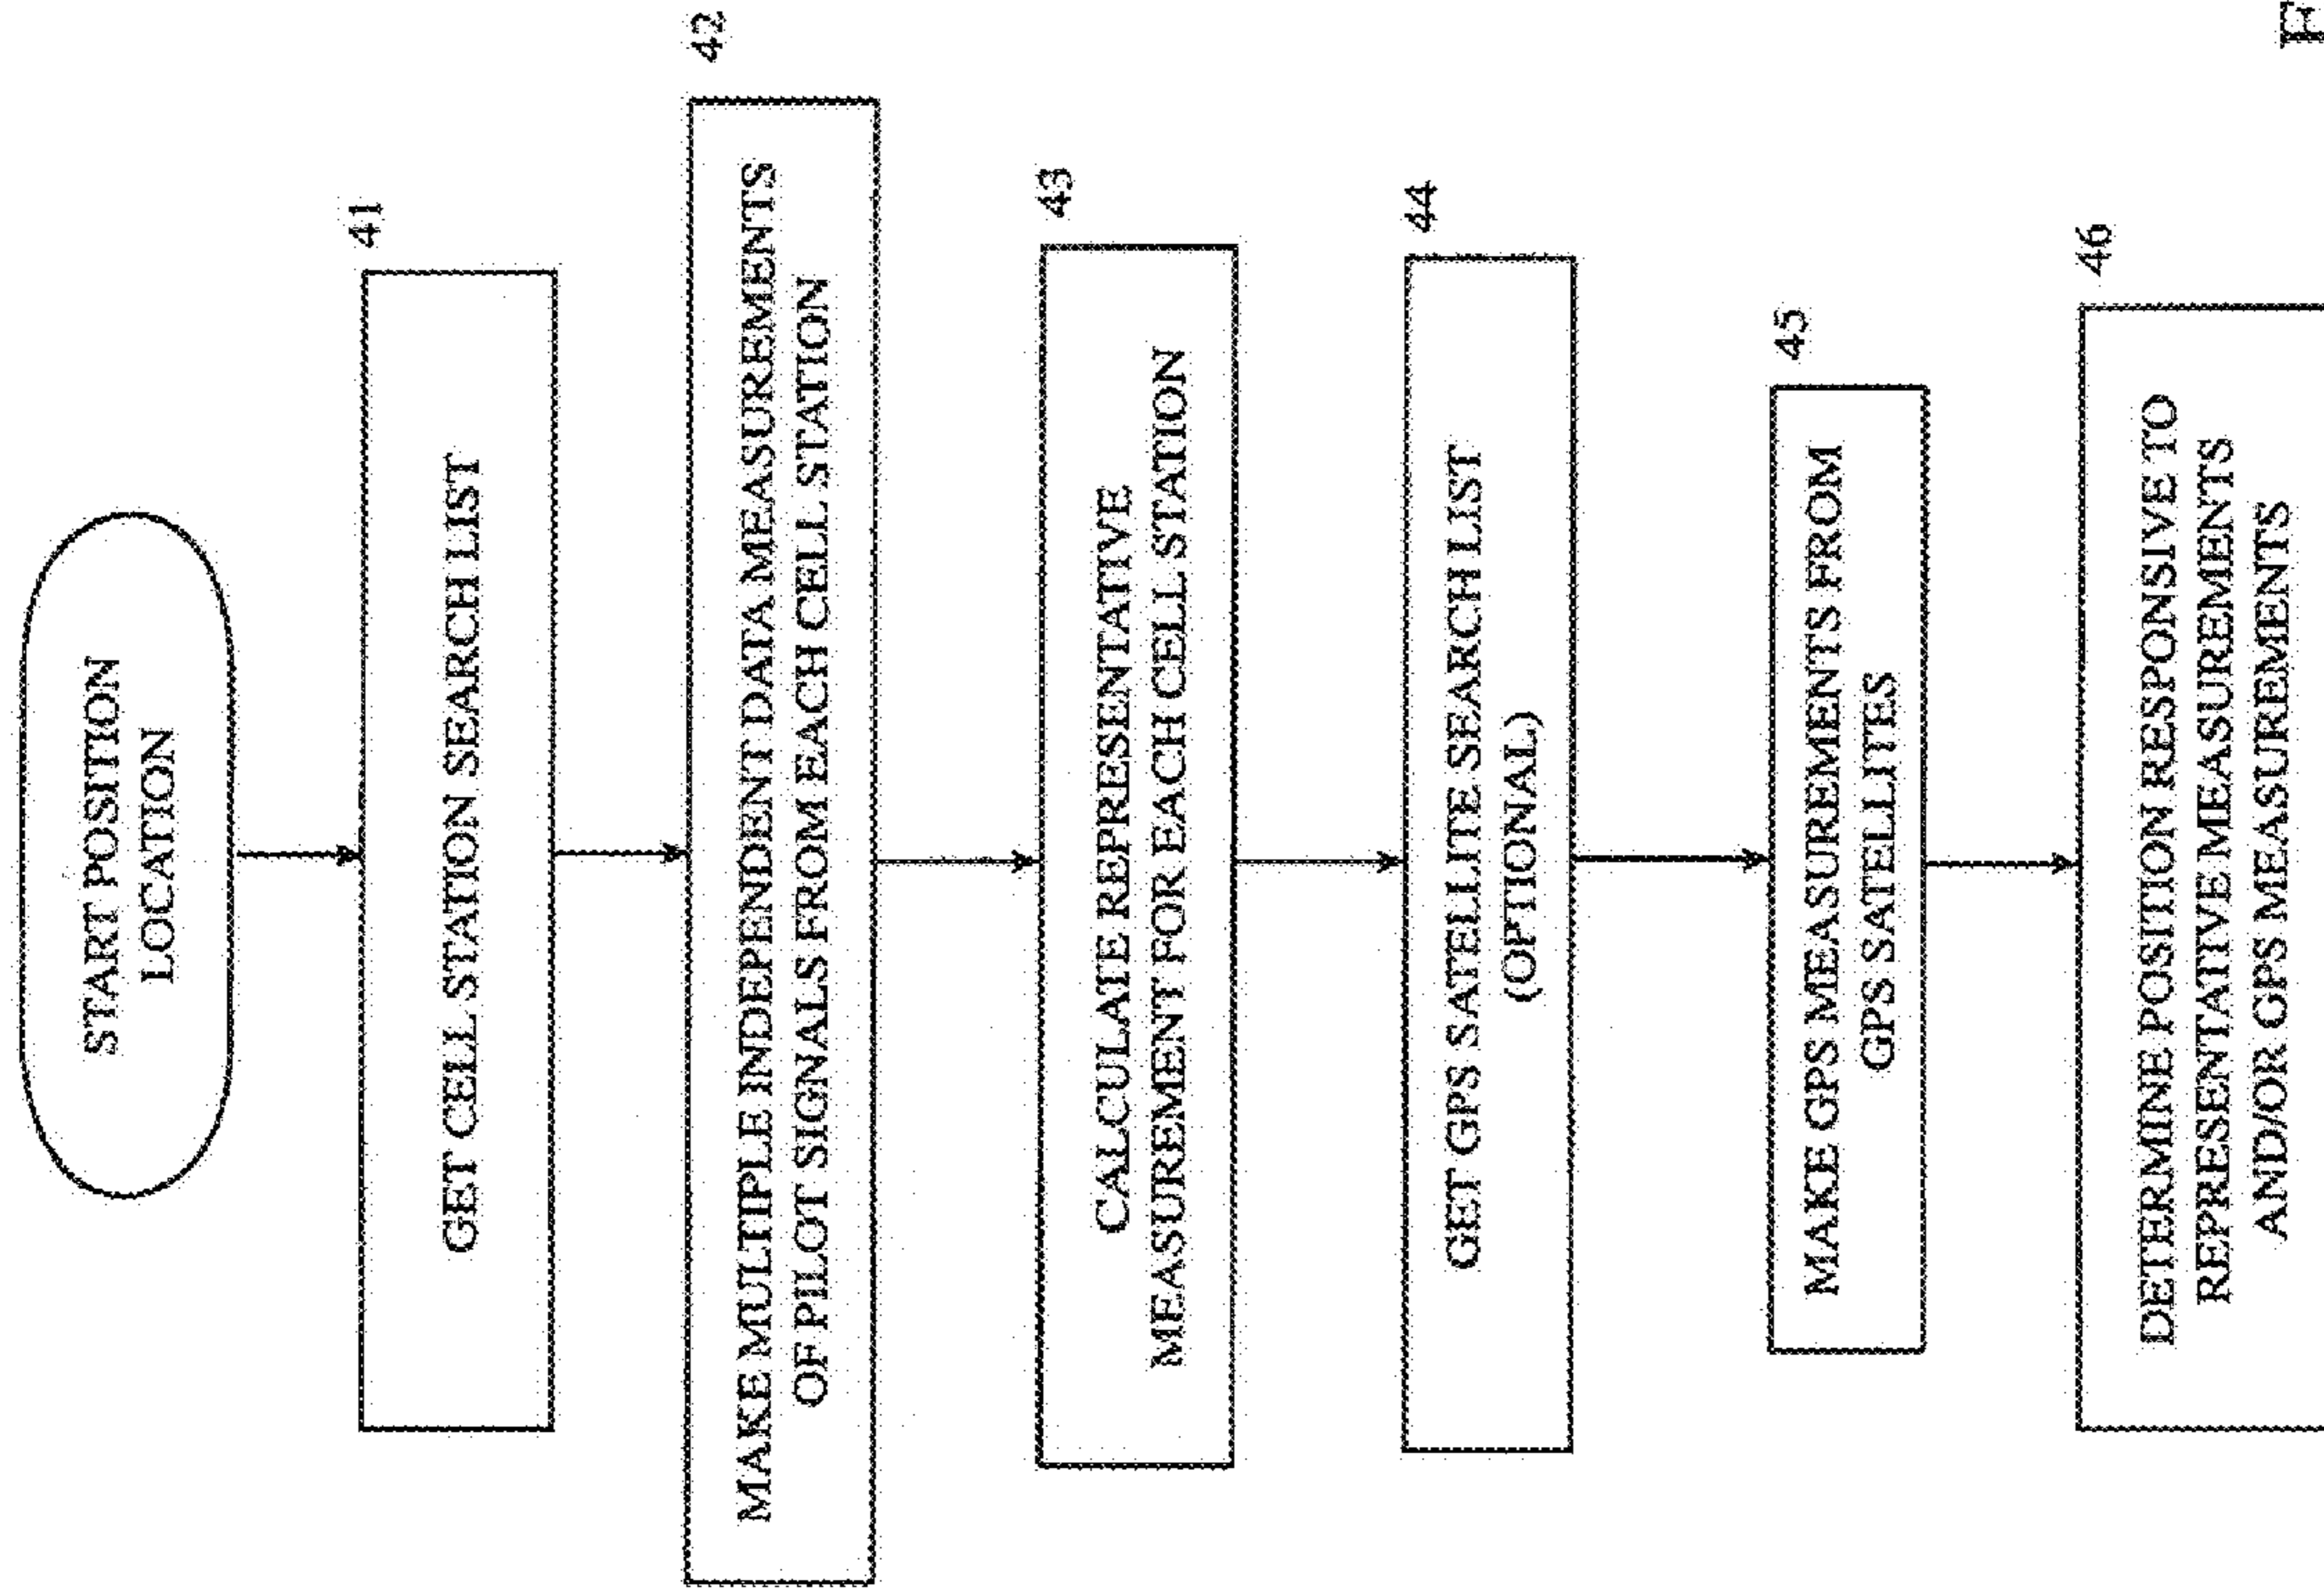 START POSITION
LOCATION
41
GET CELL STATION SEARCH LIST
42
MAKE MULTIPLE INDEPENDENT DATA MEASUREMENTS
OF PILOT SIGNALS FROM EACH CELL STATION
43
CALCULATE REPRESENTATIVE
MEASUREMENT FOR EACH CELL STATION
44
GET GPS SATELLITE SEARCH LIST
(OPTIONAL)
45
MAKE GPS MEASUREMENTS FROM
GPS SATELLITES
46
DETERMINE POSITION RESPONSIVE TO
REPRESENTATIVE MEASUREMENTS
AND/OR GPS MEASUREMENTS